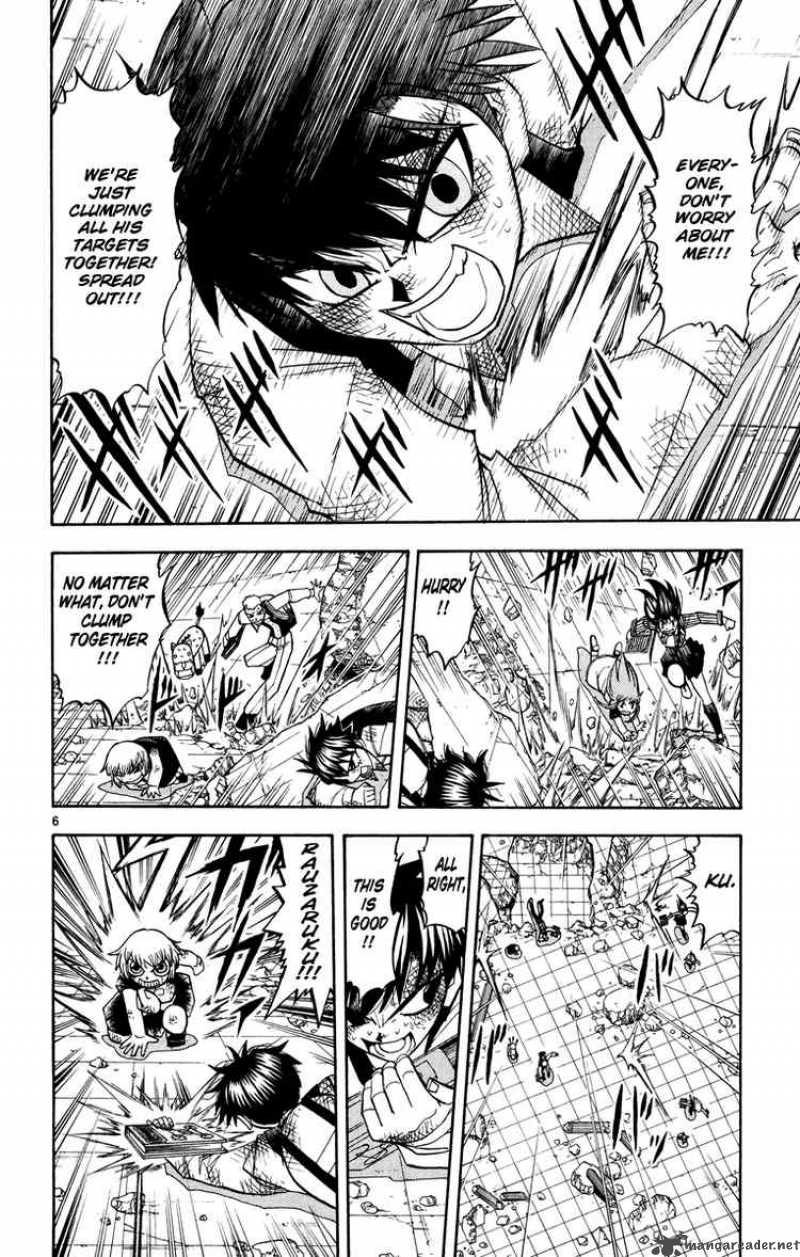 EVERY-
ONE,
DON'T
WORRY
ABOUT
ME!!!
WE'RE
JUST
CLUMPING
ALL HIS
TARGETS
TOGETHER!
SPREAD
OUT!!!
HURRY
!!
NO MATTER
WHAT, DON'T
CLUMP
TOGETHER
!!!
6
KU.
ALL
RIGHT,
THIS
IS
GOOD
!!
RAUZARUKU!!!
mangareader.net